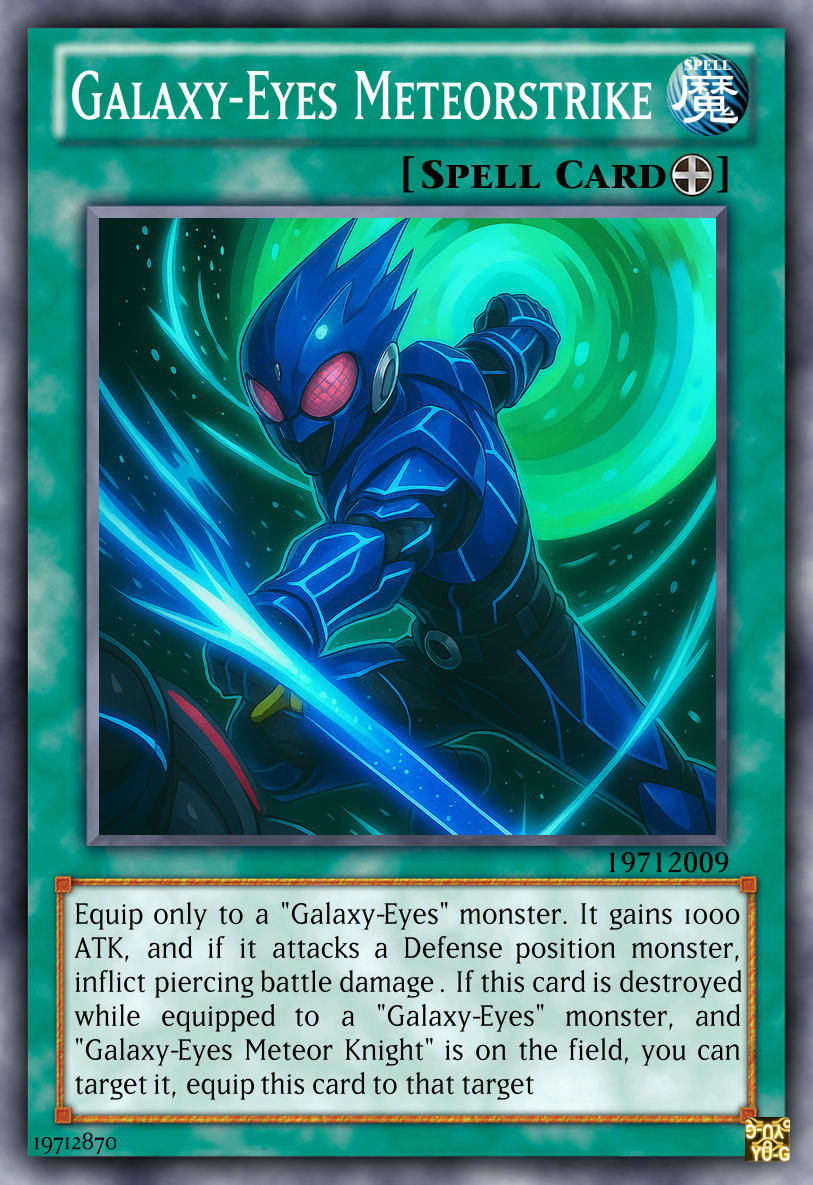 Galaxy-Eyes Meteorstrike
SPELL
魔
[Spell Card]
19712009
Equip only to a "Galaxy-Eyes" monster. It gains 1000
ATK, and if it attacks a Defense position monster,
inflict piercing battle damage . If this card is destroyed
while equipped to a "Galaxy-Eyes" monster, and
"Galaxy-Eyes Meteor Knight" is on the field, you can
target it, equip this card to that target
19712870